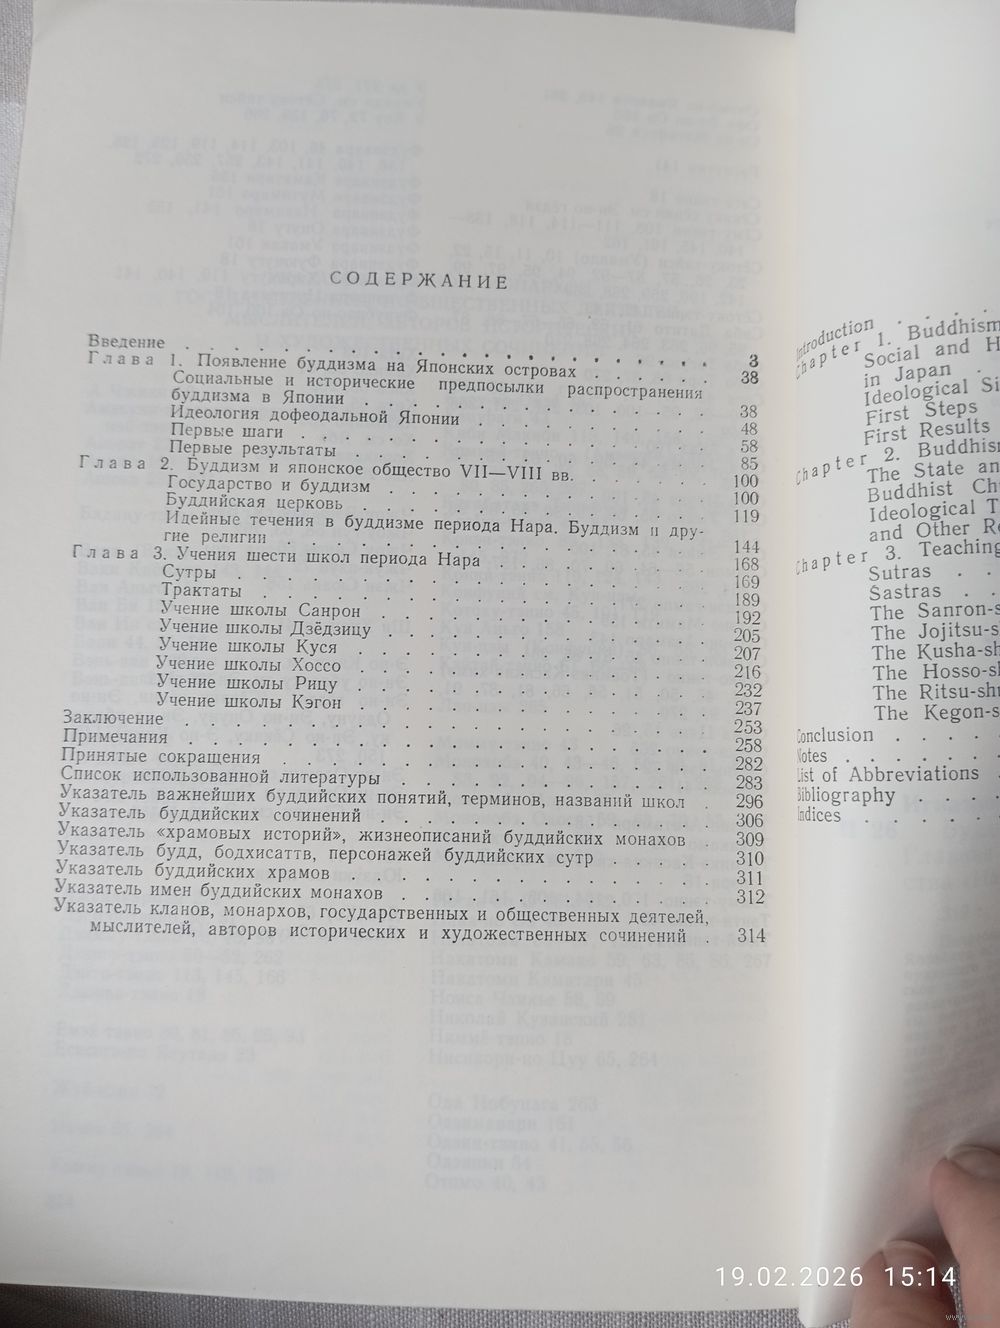 СОДЕРЖАНИЕ
Введение . . . . . . . . . . . . . . . . . . . 3
Глава 1. Появление буддизма на Японских островах . . . . . . 38
Социальные и исторические предпосылки распространения
буддизма в Японии . . . . . . . . . . . . . 38
Идеология дофеодальной Японии . . . . . . . . . 48
Первые шаги . . . . . . . . . . . . . . . 58
Первые результаты . . . . . . . . . . . . . 85
Глава 2. Буддизм и японское общество VII—VIII вв. . . . . . 100
Государство и буддизм . . . . . . . . . . . . 100
Буддийская церковь . . . . . . . . . . . . . 119
Идейные течения в буддизме периода Нара. Буддизм и дру-
гие религии . . . . . . . . . . . . . . . 144
Глава 3. Учения шести школ периода Нара . . . . . . . . 168
Сутры . . . . . . . . . . . . . . . . . 169
Трактаты . . . . . . . . . . . . . . . . 189
Учение школы Санрон . . . . . . . . . . . . 192
Учение школы Дзёдзицу . . . . . . . . . . . . 205
Учение школы Куся . . . . . . . . . . . . . 207
Учение школы Хоссо . . . . . . . . . . . . . 216
Учение школы Рицу . . . . . . . . . . . . . 232
Учение школы Кэгон . . . . . . . . . . . . . 237
Заключение . . . . . . . . . . . . . . . . . . 253
Примечания . . . . . . . . . . . . . . . . . . 258
Принятые сокращения . . . . . . . . . . . . . . . 282
Список использованной литературы . . . . . . . . . . . 283
Указатель важнейших буддийских понятий, терминов, названий школ . 296
Указатель буддийских сочинений . . . . . . . . . . . . 306
Указатель «храмовых историй», жизнеописаний буддийских монахов . 309
Указатель будд, бодхисаттв, персонажей буддийских сутр . . . . 310
Указатель буддийских храмов . . . . . . . . . . . . . 311
Указатель имен буддийских монахов . . . . . . . . . . . 312
Указатель кланов, монархов, государственных и общественных деятелей,
мыслителей, авторов исторических и художественных сочинений . 314
Introduction . . . .
Chapter 1. Buddhism
Social and H
in Japan .
Ideological Si
First Steps
First Results
Chapter 2. Buddhis
The State an
Buddhist Ch
Ideological T
and Other Re
Chapter 3. Teaching
Sutras . .
Sastras . .
The Sanron-s
The Jojitsu-s
The Kusha-sh
The Hosso-sh
The Ritsu-sh
The Kegon-s
Conclusion . . . . .
Notes . . . . . . .
List of Abbreviations .
Bibliography . . . .
Indices . . . . . .
19.02.2026 15:14